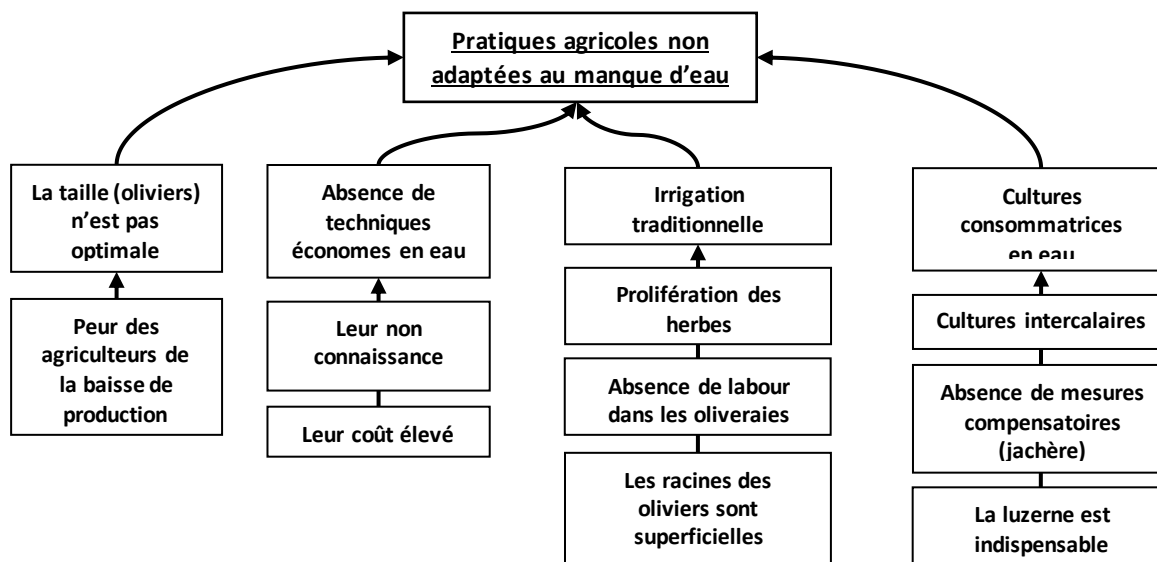 Pratiques agricoles non
adaptées au manque d’eau
La taille (oliviers)
n’est pas
optimale
Peur des
agriculteurs de
la baisse de
production
Absence de
techniques
économes en eau
Leur non
connaissance
Leur coût élevé
Irrigation
traditionnelle
Prolifération des
herbes
Absence de labour
dans les oliveraies
Les racines des
oliviers sont
superficielles
Cultures
consommatrices
en eau
Cultures intercalaires
Absence de mesures
compensatoires
(jachère)
La luzerne est
indispensable